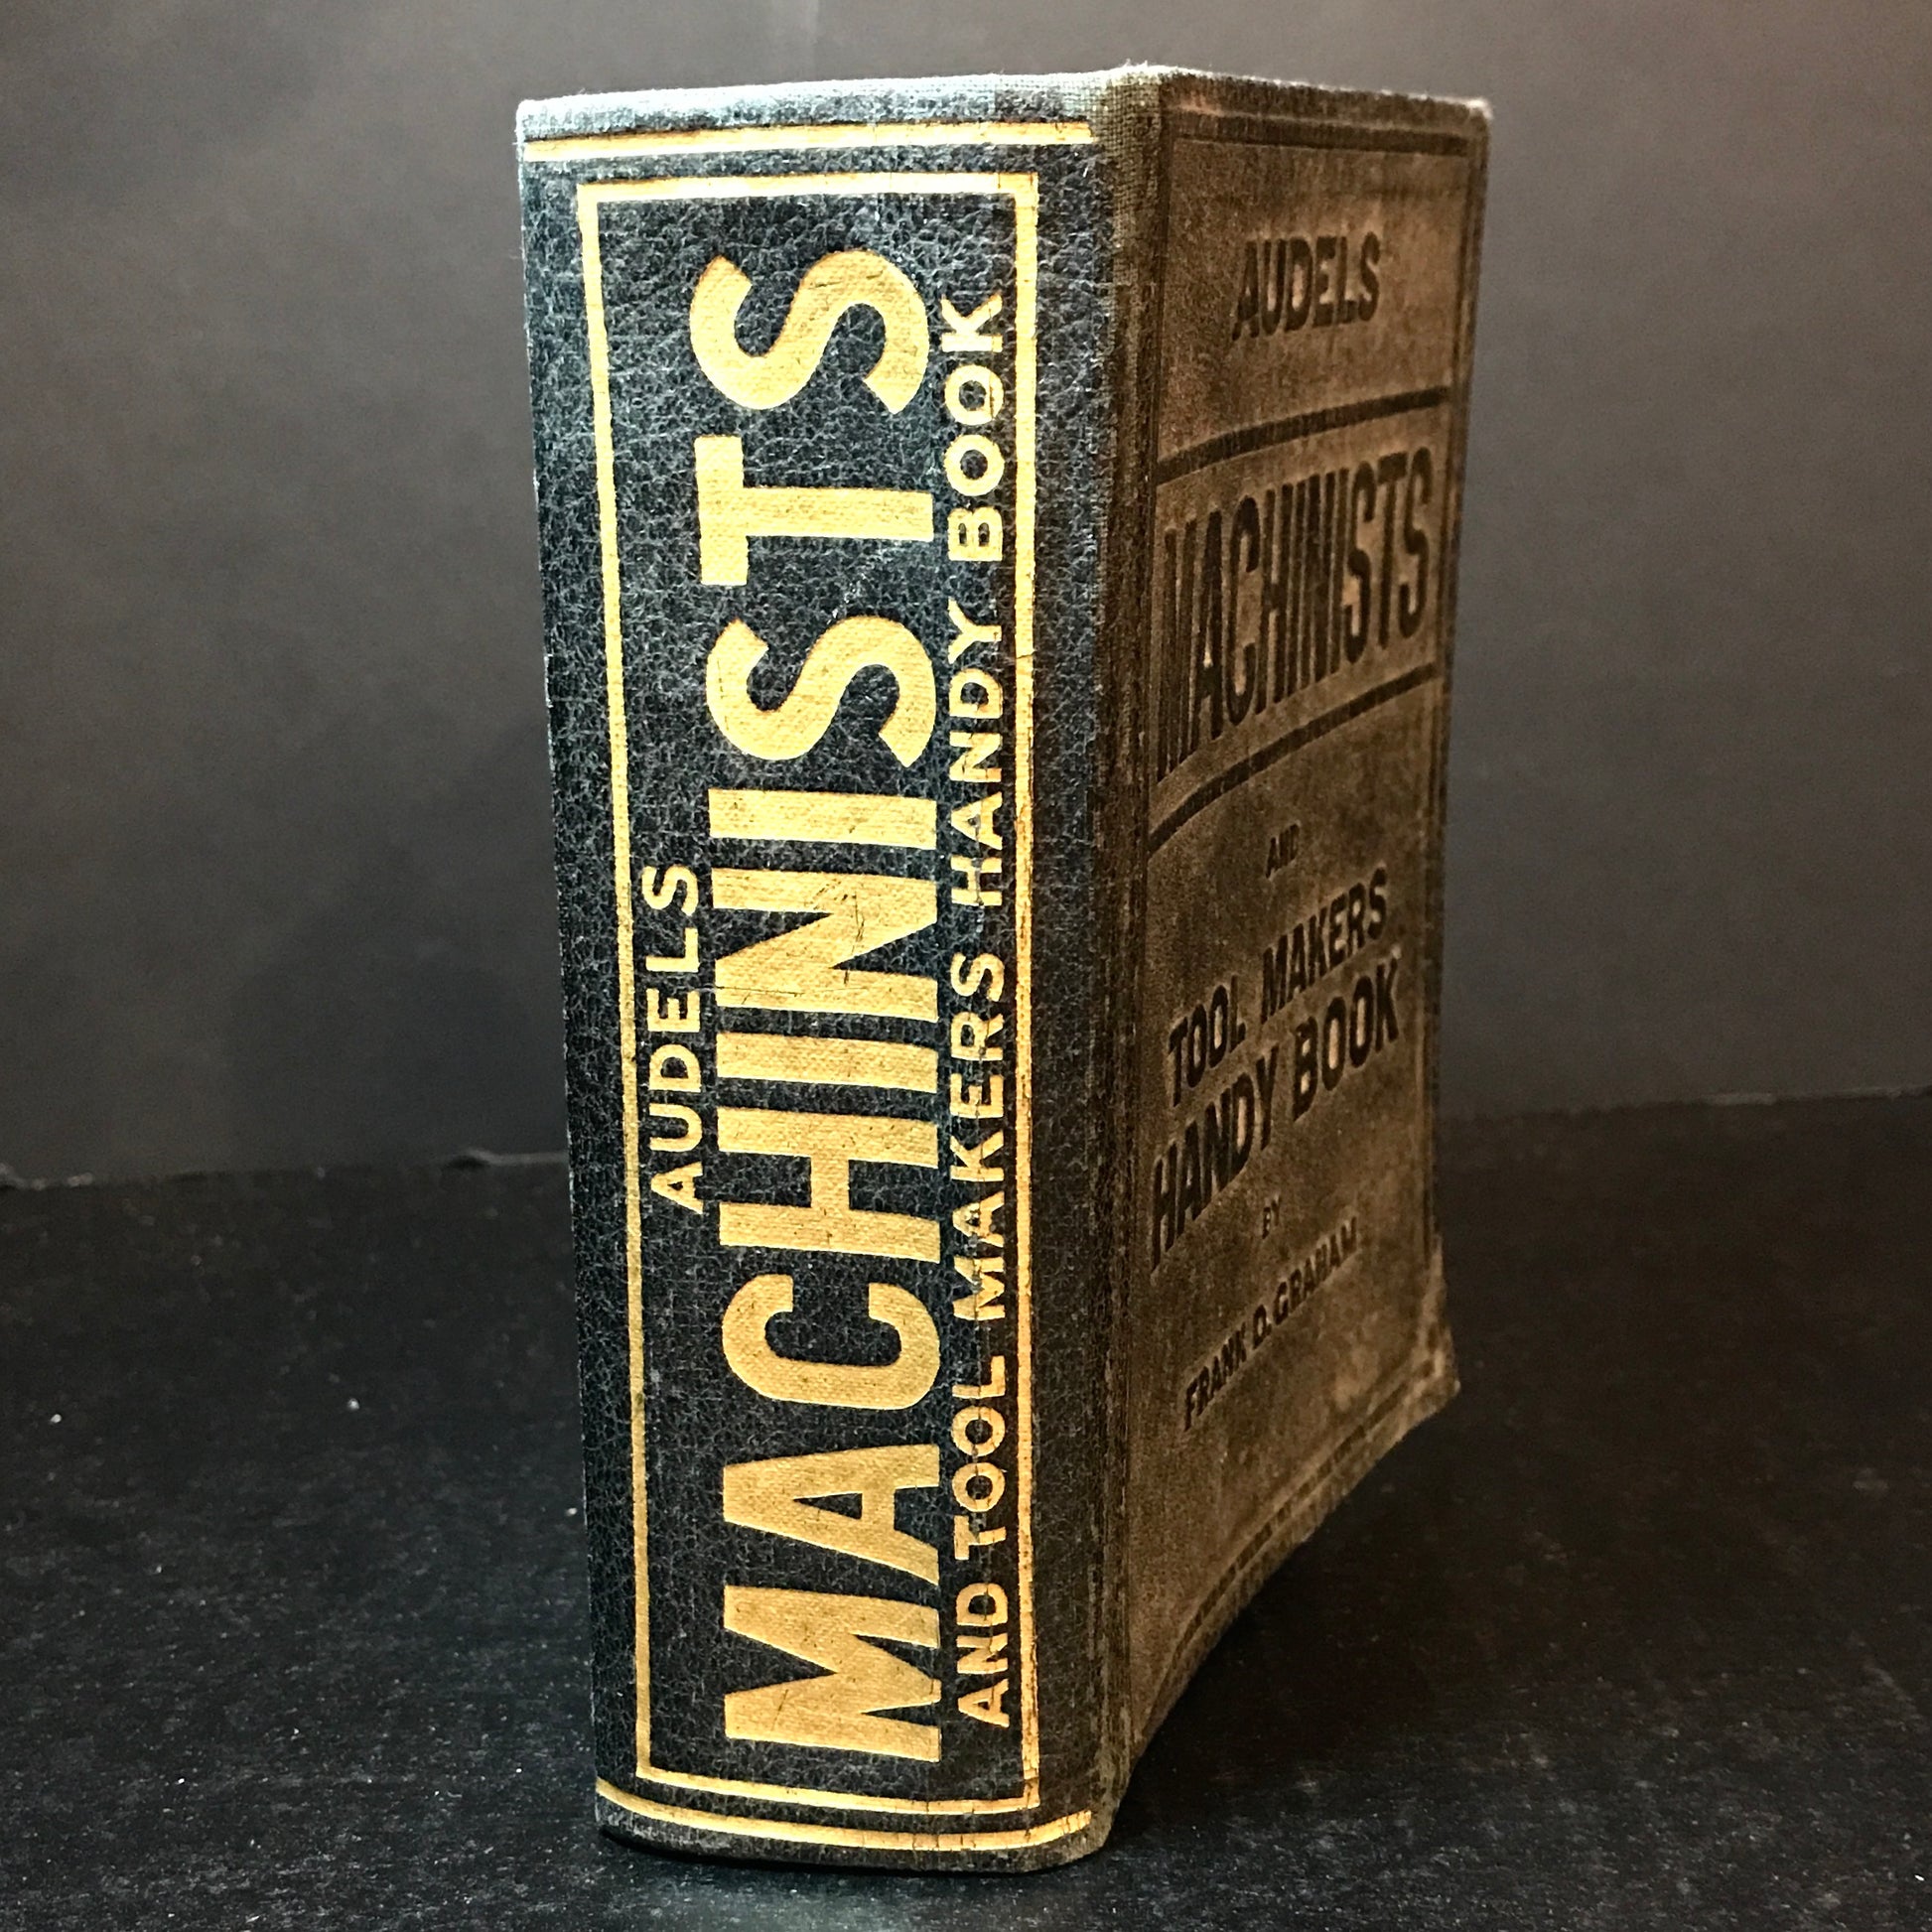 AUDELS
MACHINISTS
AND TOOL MAKERS HANDY BOOK
AUDELS
MACHINISTS
AND
TOOL MAKERS
HANDY BOOK
BY
FRANK D. GRAHAM